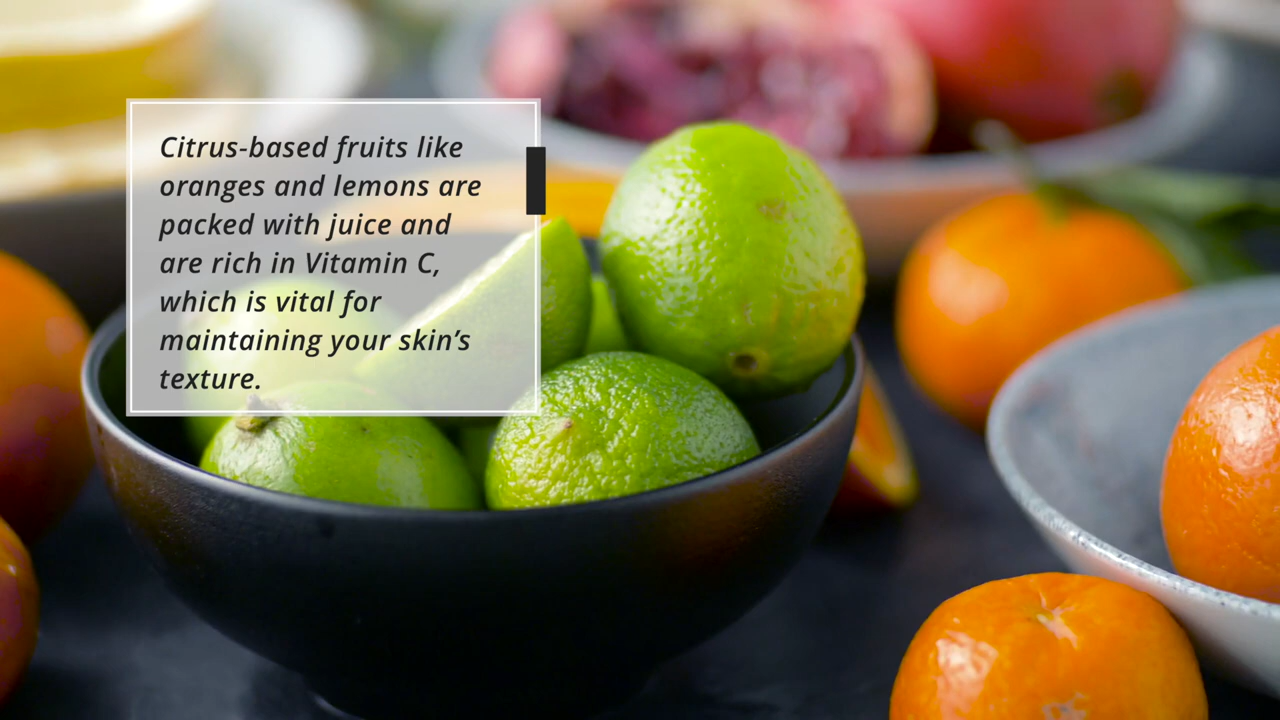 Citrus-based fruits like
oranges and lemons are
packed with juice and
are rich in Vitamin C,
which is vital for
maintaining your skin’s
texture.